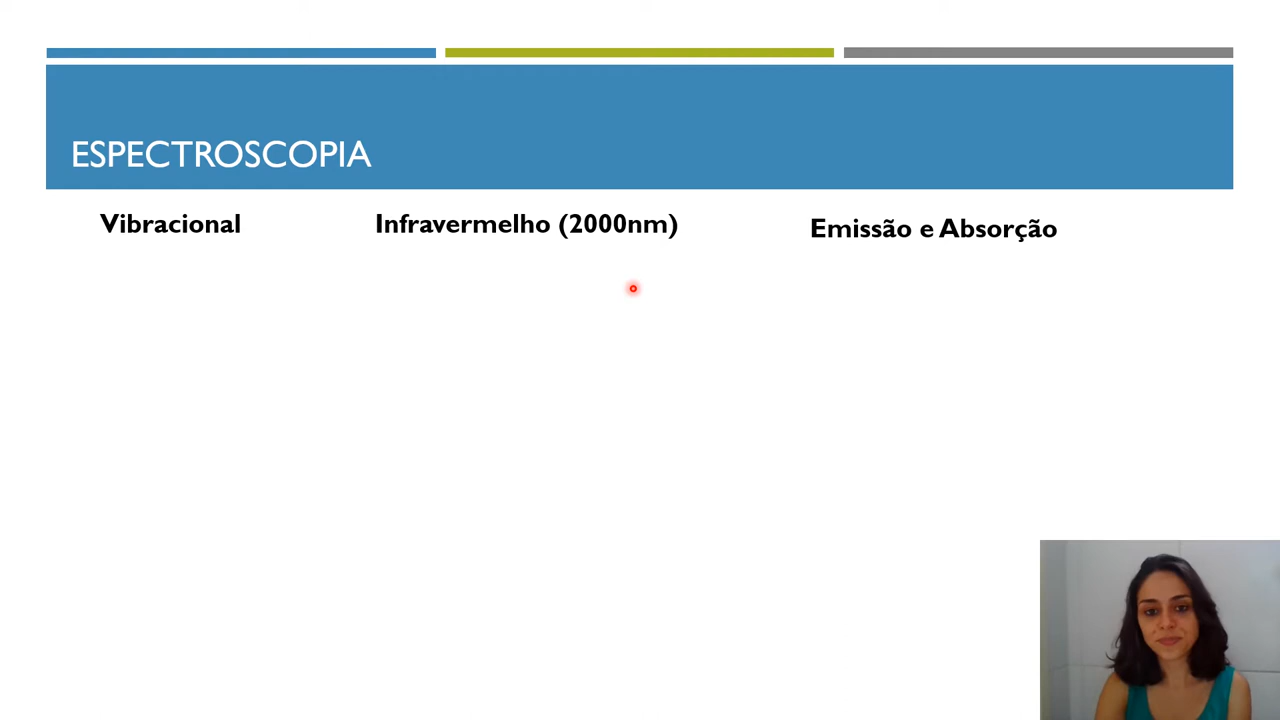 ESPECTROSCOPIA
Vibracional
Infravermelho (2000nm)
Emissão e Absorção